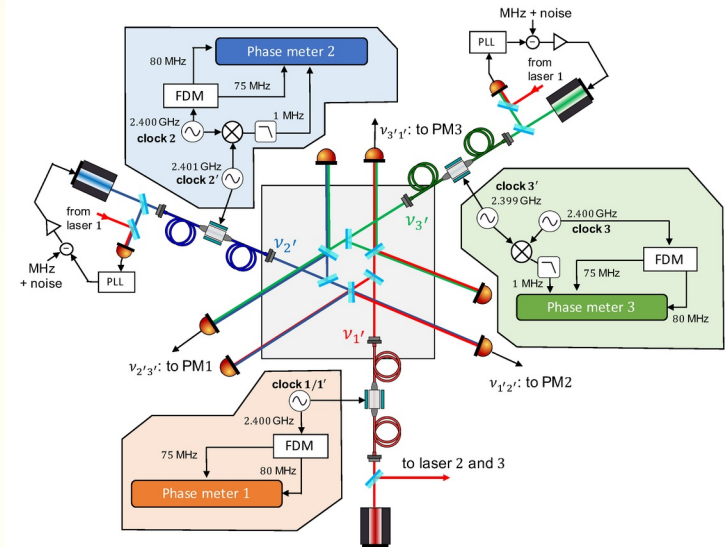 MHz + noise
PLL
from
laser 1
80 MHz
Phase meter 2
75 MHz
FDM
1 MHz
2.400 GHz
clock 2
2.401 GHz
clock 2′
ν3′1′: to PM3
ν3′
clock 3′
2.399 GHz
2.400 GHz
clock 3
FDM
75 MHz
1 MHz
Phase meter 3
80 MHz
from
laser 1
MHz
+ noise
PLL
ν2′
ν1′
ν2′3′: to PM1
ν1′2′: to PM2
clock 1/1′
2.400 GHz
75 MHz
FDM
80 MHz
Phase meter 1
to laser 2 and 3